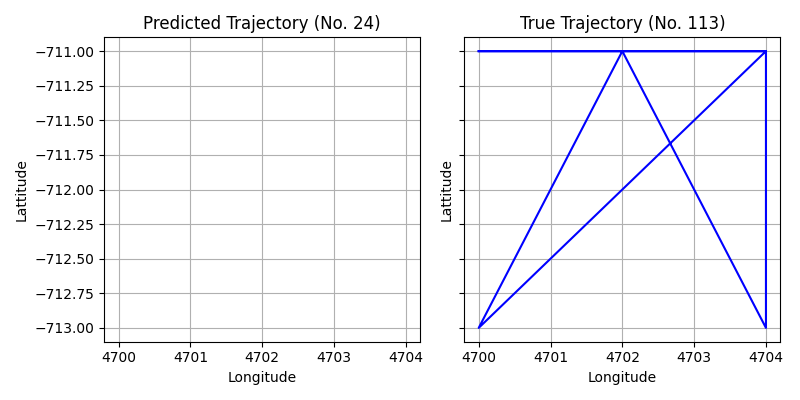 Predicted Trajectory (No. 24)
−711.00
−711.25
−711.50
−711.75
−712.00
−712.25
−712.50
−712.75
−713.00
Lattitude
4700 4701 4702 4703 4704
Longitude
True Trajectory (No. 113)
Lattitude
4700 4701 4702 4703 4704
Longitude